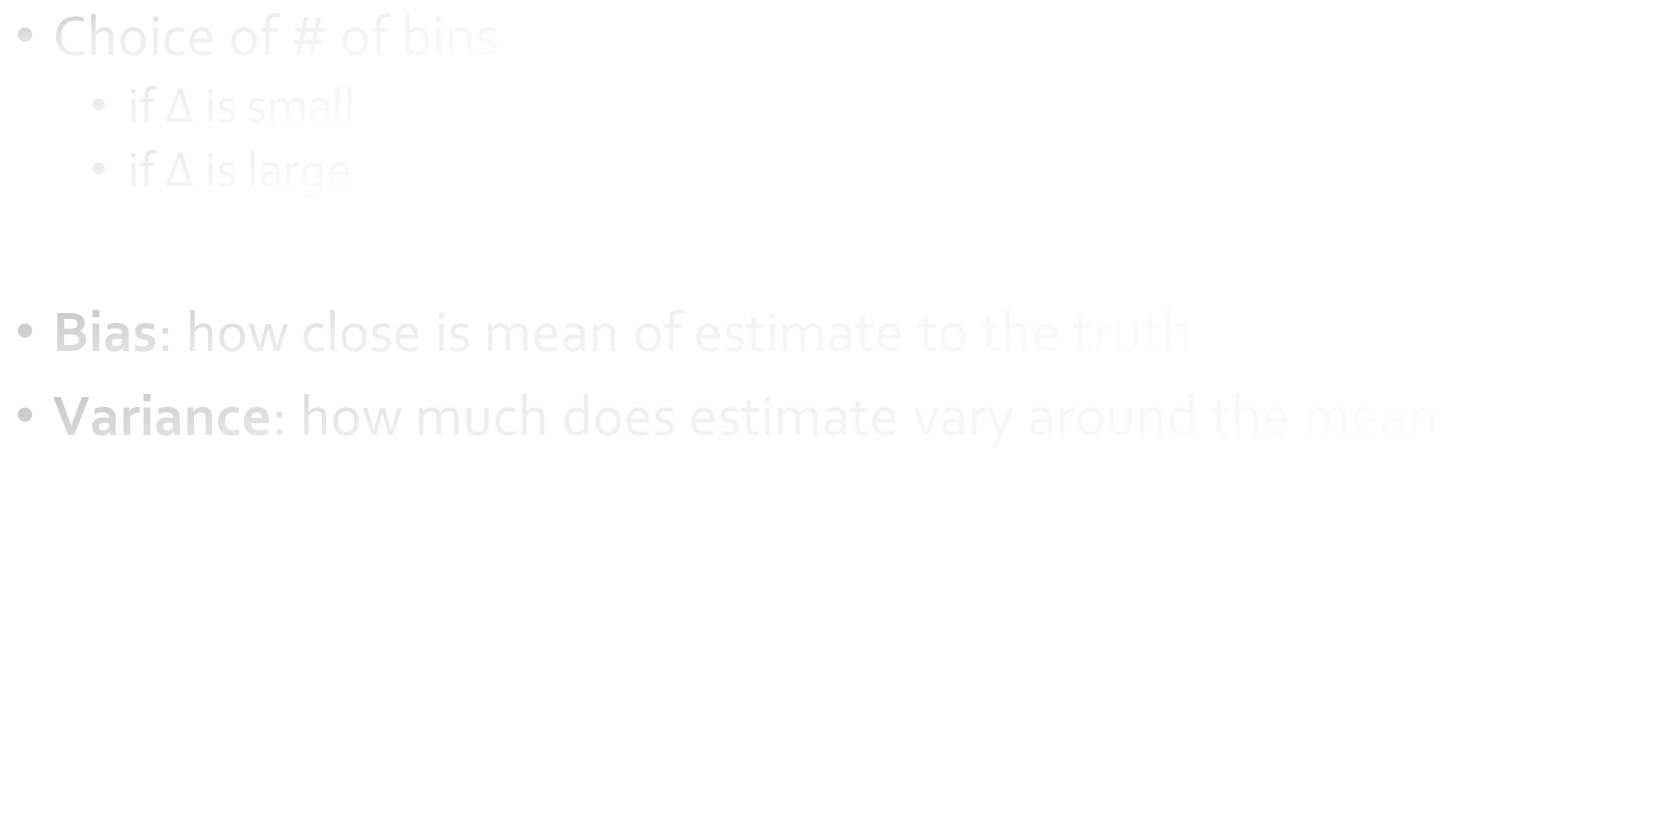 • Choice of # of bins
• if Δ is small
• if Δ is large
• Bias: how close is mean of estimate to the truth
• Variance: how much does estimate vary around the mean